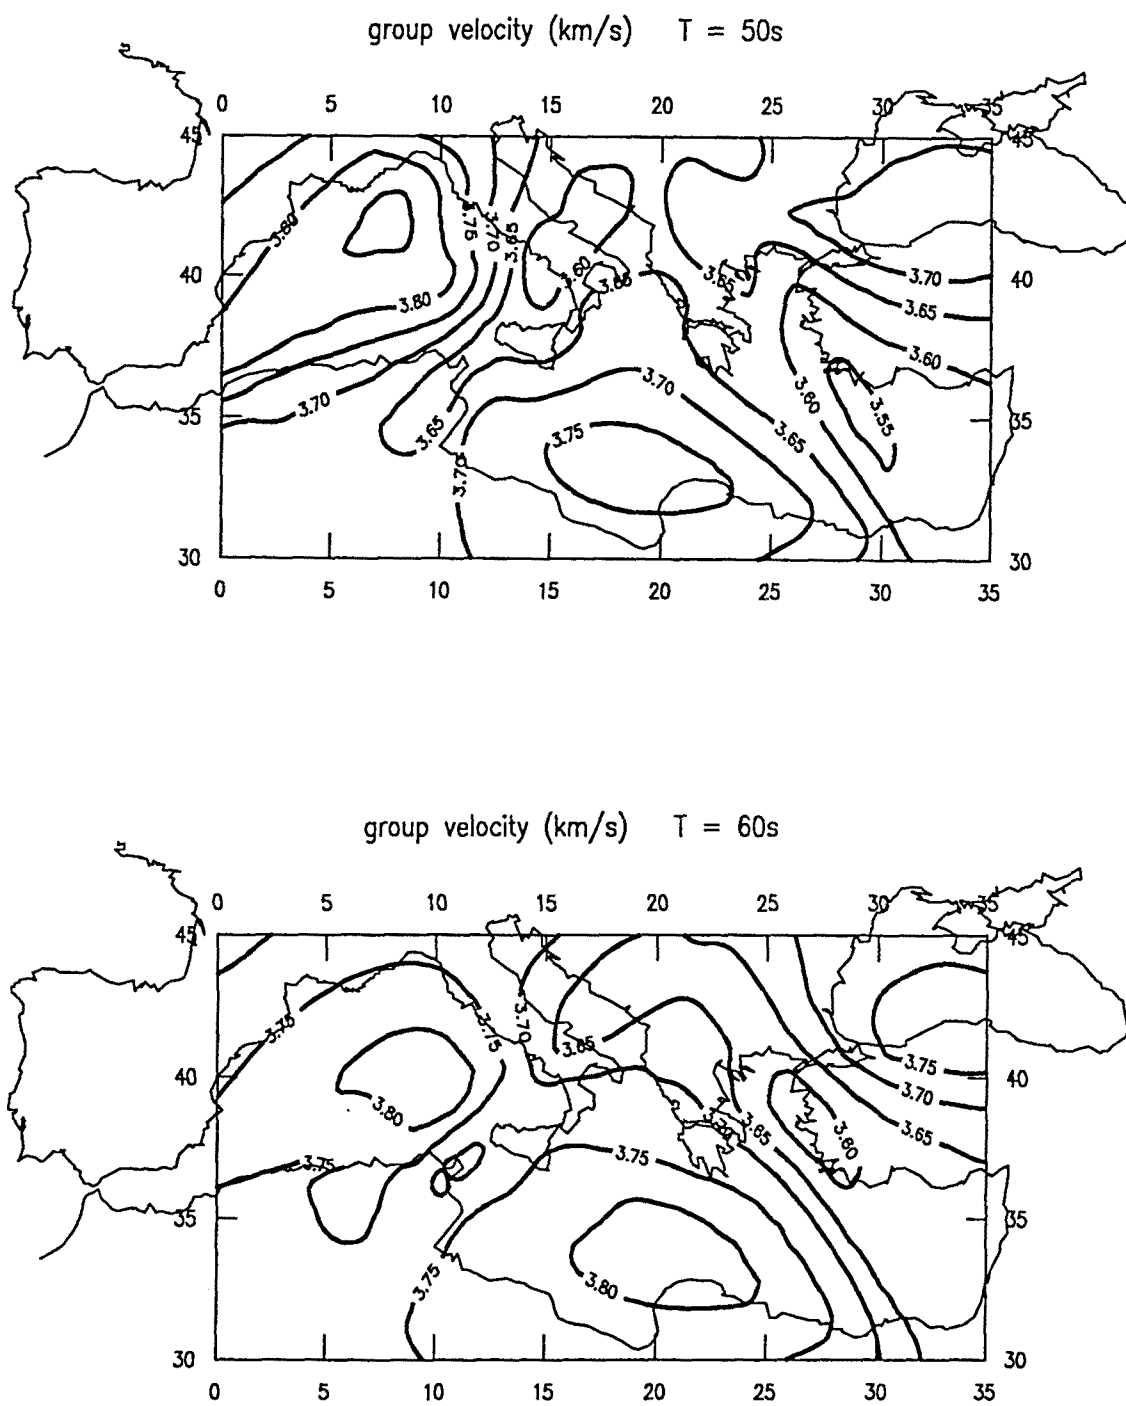 group velocity (km/s) T = 50s
0 5 10 15 20 25 30 35
45 45
3.80 3.75 3.70 3.65
40 3.80 3.60 3.65 3.65 3.70 40
3.65
3.60
3.70 3.65 3.70 3.60 3.55
35 3.75 3.65
3.70
30 30
0 5 10 15 20 25 30 35
group velocity (km/s) T = 60s
0 5 10 15 20 25 30 35
45 45
3.75 3.75 3.70 3.65
40 3.80 3.75 40
3.70
3.70 3.65 3.60 3.65
3.75 3.75
35 35
3.75 3.80
30 30
0 5 10 15 20 25 30 35